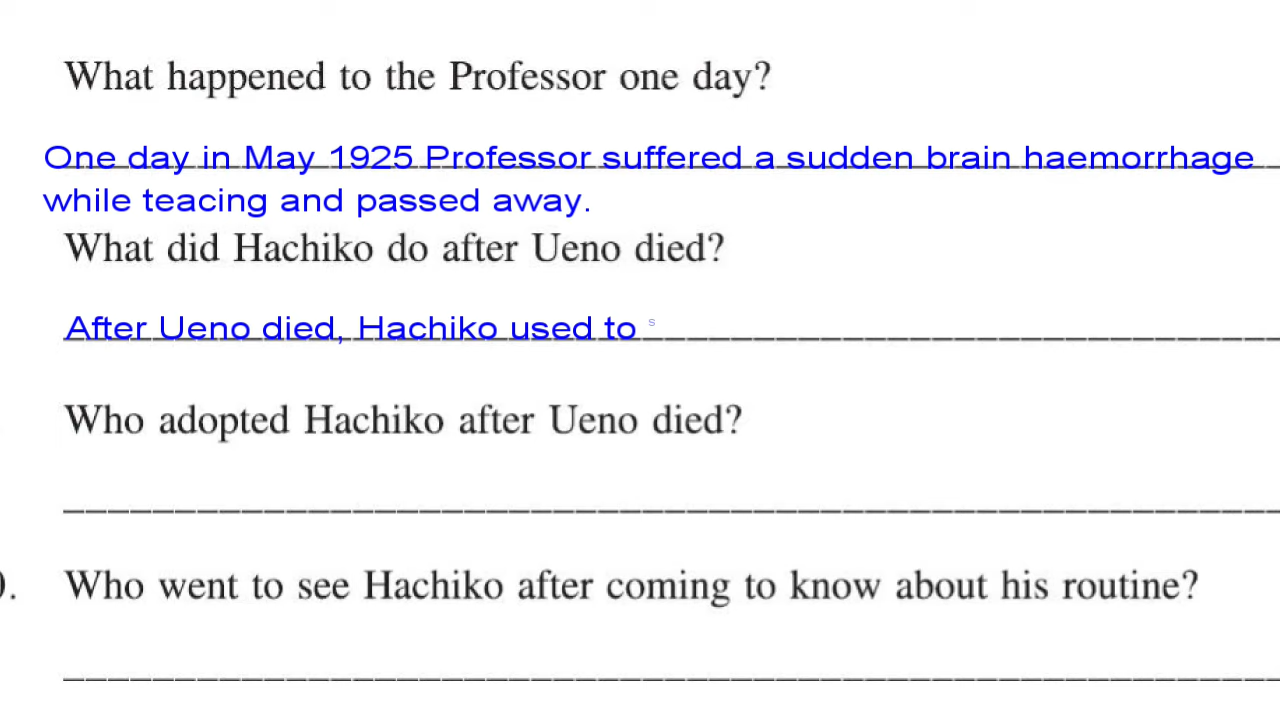 What happened to the Professor one day?
One day in May 1925 Professor suffered a sudden brain haemorrhage
while teacing and passed away.
What did Hachiko do after Ueno died?
After Ueno died, Hachiko used to s
Who adopted Hachiko after Ueno died?
). Who went to see Hachiko after coming to know about his routine?